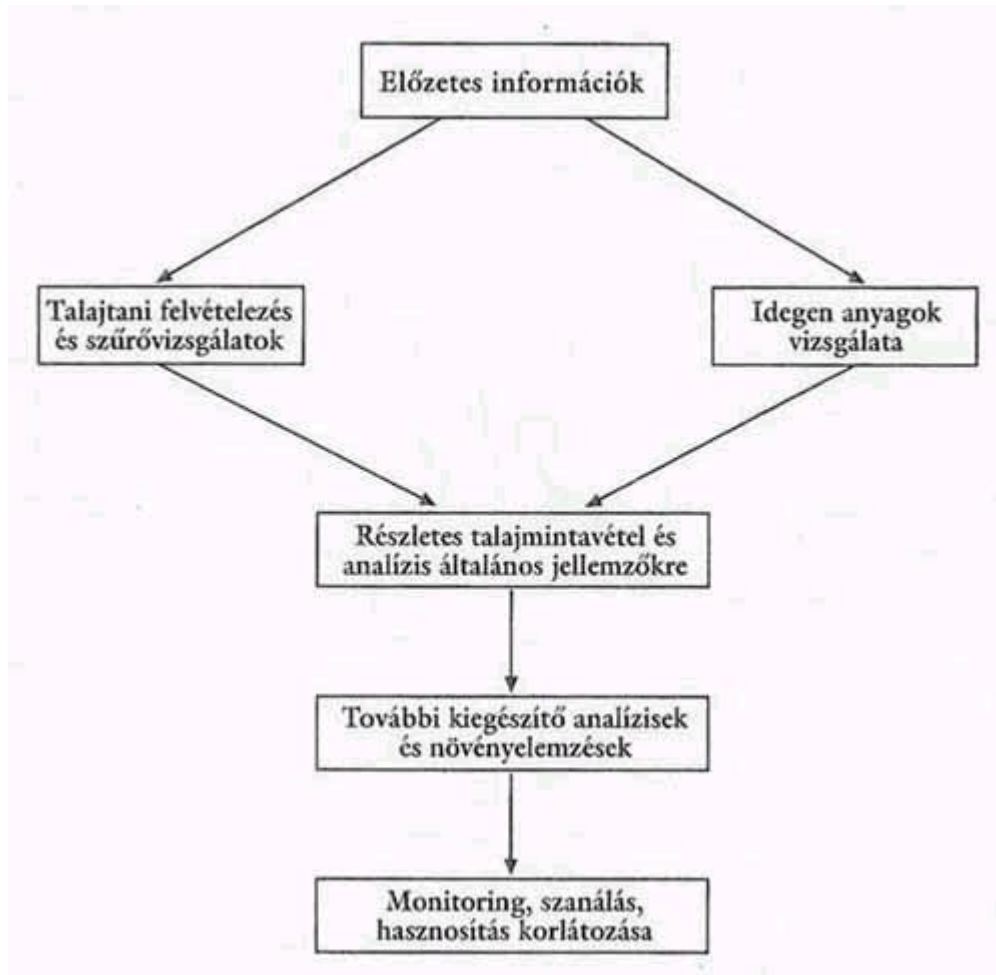 Előzetes információk
Talajtani felvételezés
és szűrővizsgálatok
Idegen anyagok
vizsgálata
Részletes talajmintavétel és
analízis általános jellemzőkre
További kiegészítő analízisek
és növényelemzések
Monitoring, szanálás,
hasznosítás korlátozása